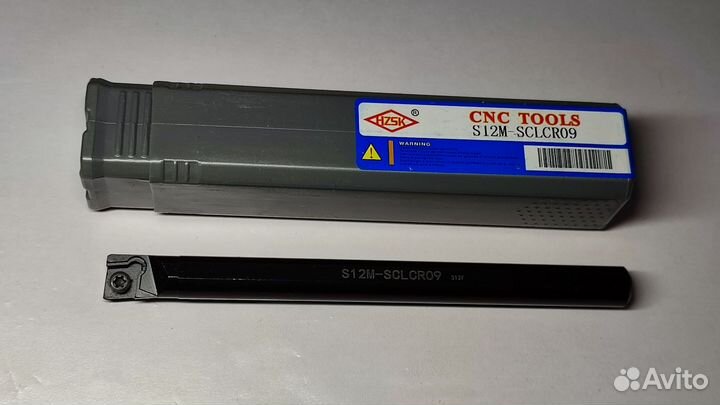 HZSK ®
CNC TOOLS
S12M-SCLCR09
WARNING
S12M-SCLCR09
Avito